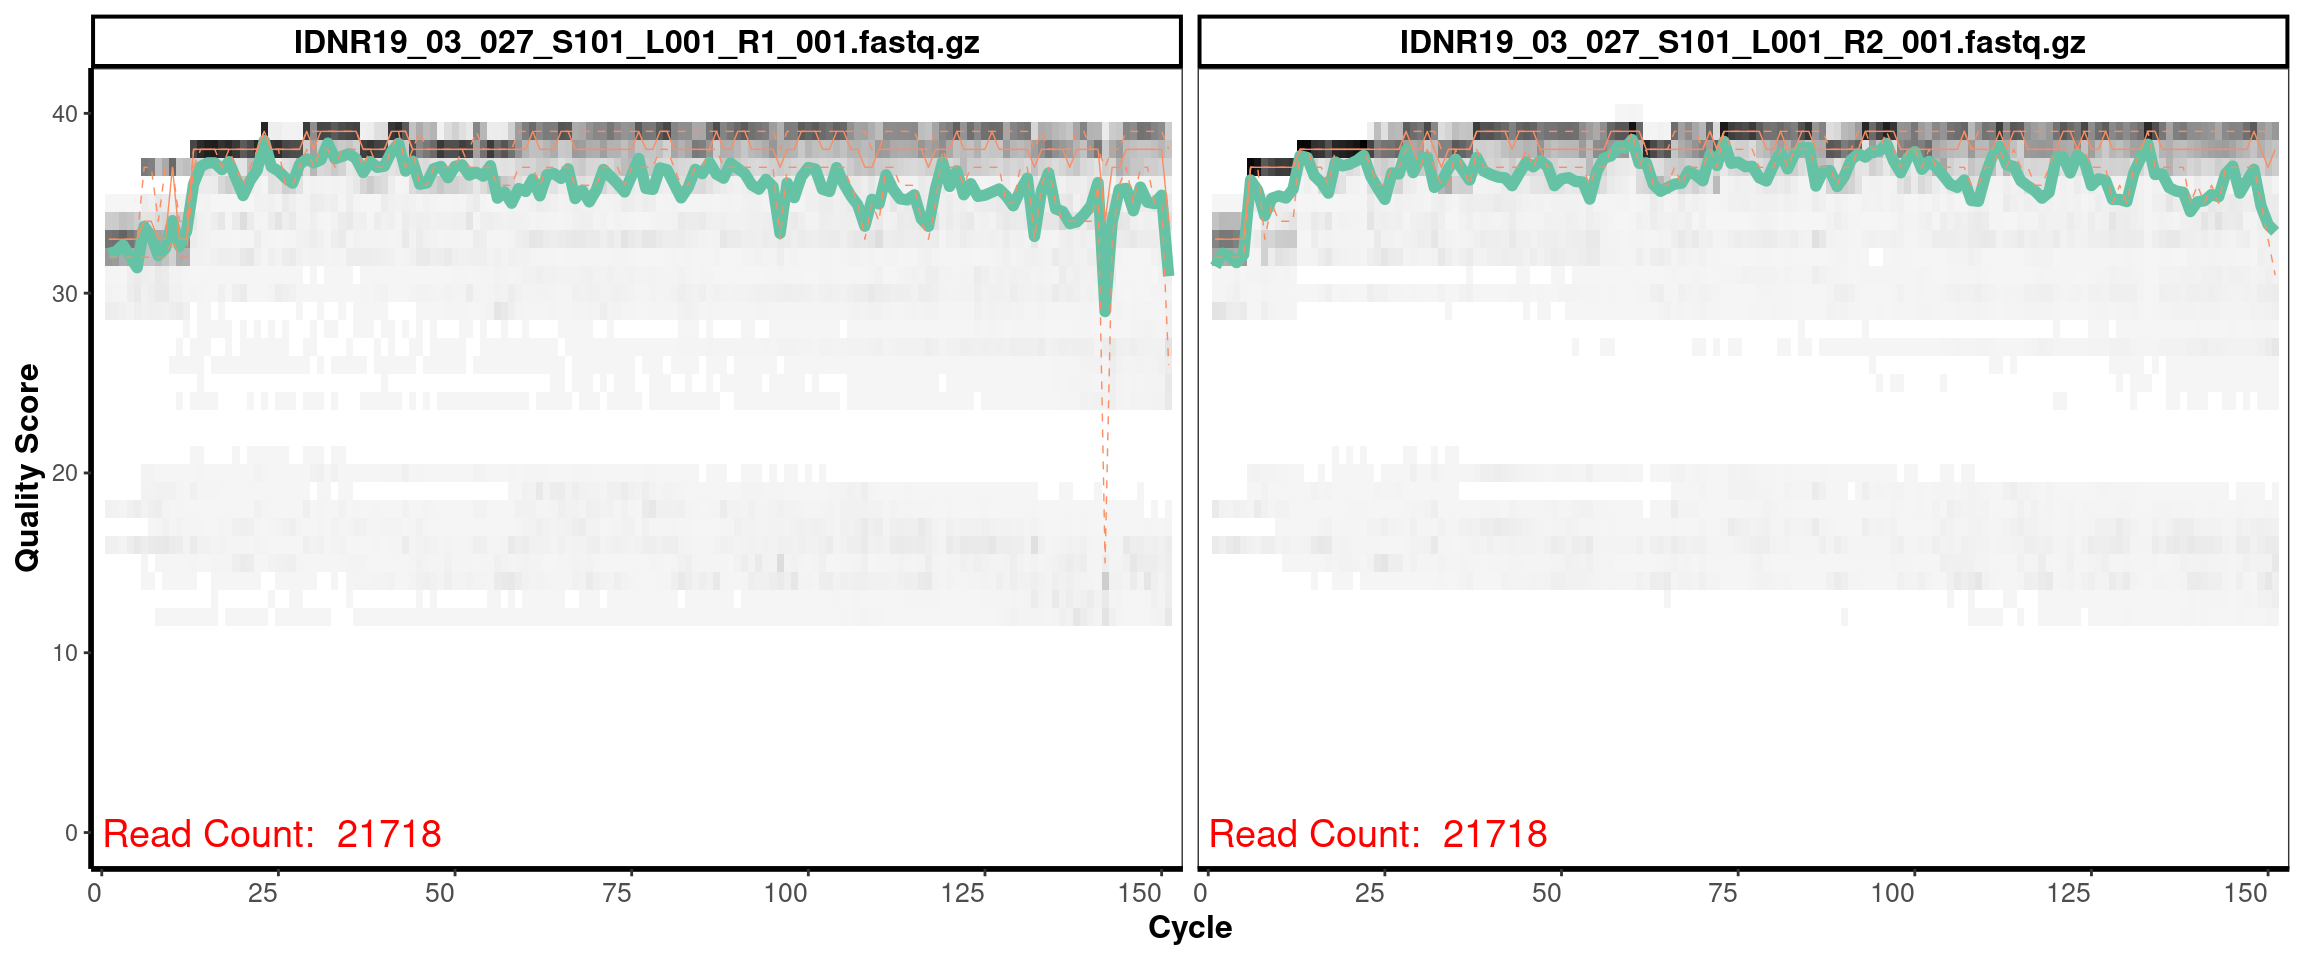 IDNR19_03_027_S101_L001_R1_001.fastq.gz
IDNR19_03_027_S101_L001_R2_001.fastq.gz
Quality Score
40
30
20
10
0
Read Count:  21718
Read Count:  21718
0 25 50 75 100 125 150
0 25 50 75 100 125 150
Cycle